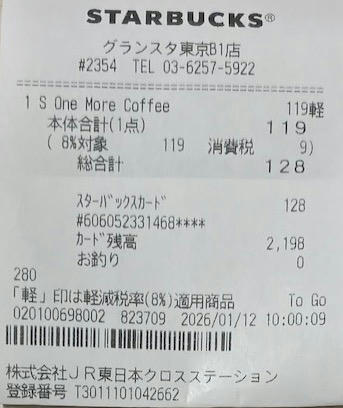 STARBUCKS®
グランスタ東京B1店
#2354 TEL 03-6257-5922
1 S One More Coffee 119軽
本体合計(1点) 119
( 8%対象 119 消費税 9)
総合計 128
ｽﾀｰﾊﾞｯｸｽｶｰﾄﾞ 128
#606052331468****
ｶｰﾄﾞ残高 2,198
お釣り 0
280
「軽」印は軽減税率(8%)適用商品 To Go
020100698002 823709 2026/01/12 10:00:09
株式会社ＪＲ東日本クロスステーション
登録番号 T3011101042662